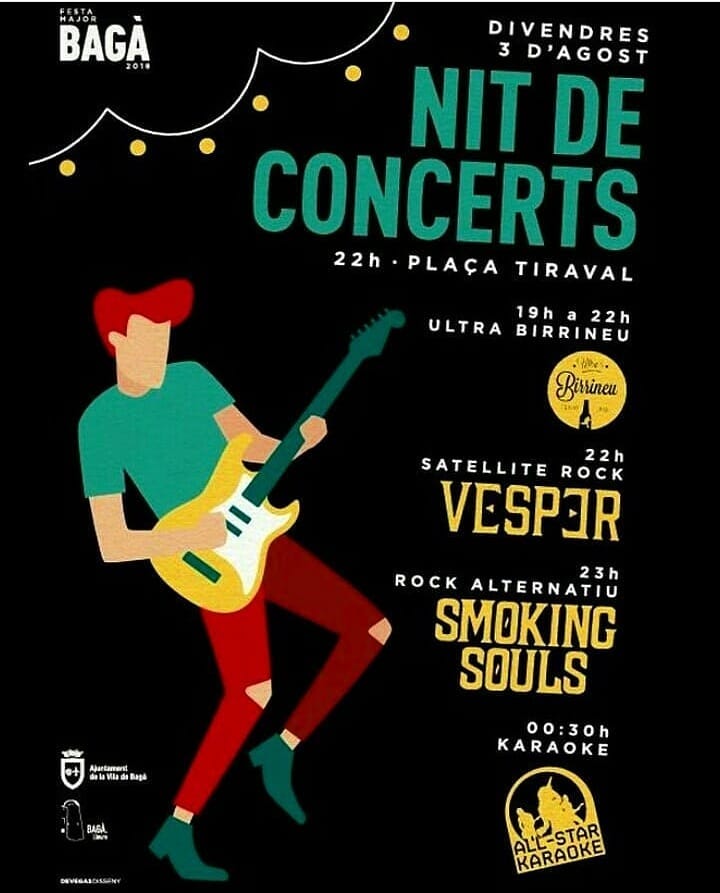 FESTA
MAJOR
BAGÀ
2018
DIVENDRES
3 D'AGOST
NIT DE
CONCERTS
22h · PLAÇA TIRAVAL
19h a 22h
ULTRA BIRRINEU
Birrineu
22h
SATELLITE ROCK
VESPER
23h
ROCK ALTERNATIU
SMOKING
SOULS
00:30h
KARAOKE
ALL-STAR
KARAOKE
Ajuntament
de la Vila de Bagà
BAGÀ,
DEVEGASDISSENY